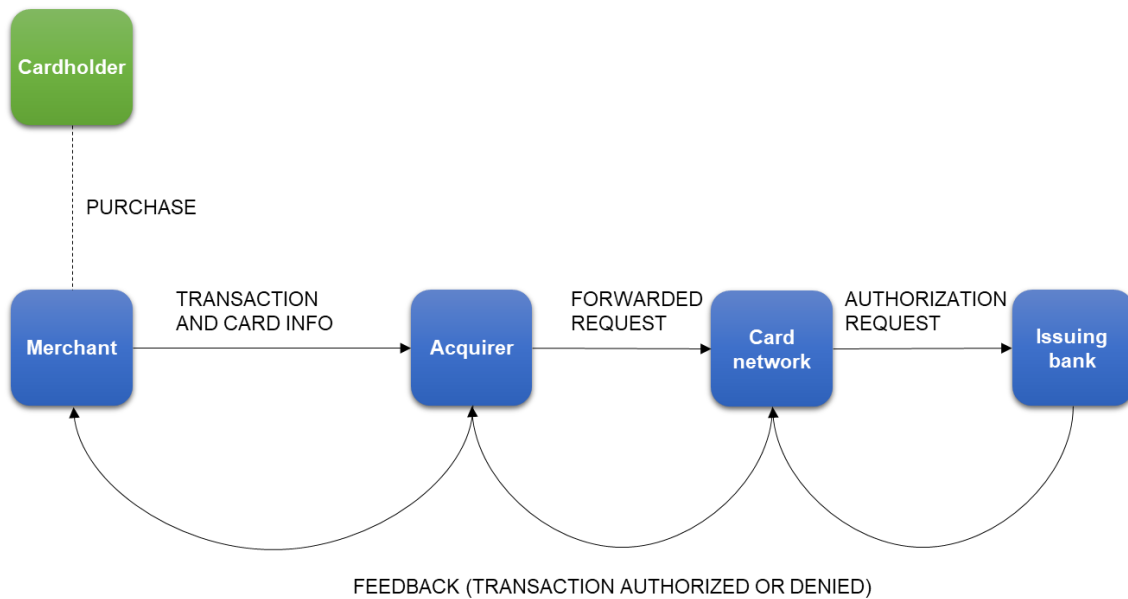 Cardholder
PURCHASE
TRANSACTION
AND CARD INFO
FORWARDED
REQUEST
AUTHORIZATION
REQUEST
Merchant
Acquirer
Card
network
Issuing
bank
FEEDBACK (TRANSACTION AUTHORIZED OR DENIED)